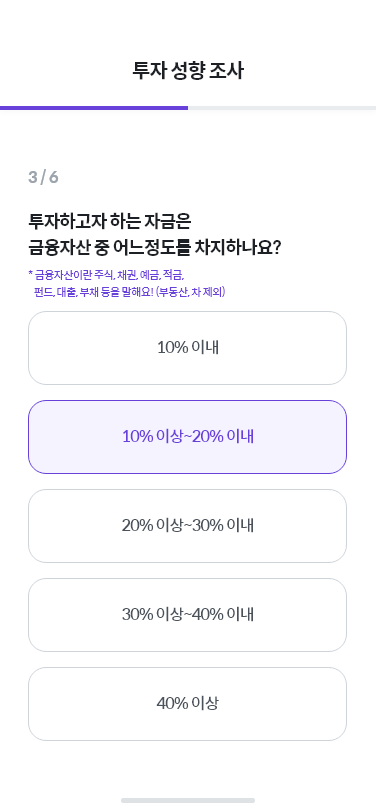 투자 성향 조사
3 / 6
투자하고자 하는 자금은
금융자산 중 어느정도를 차지하나요?
* 금융자산이란 주식, 채권, 예금, 적금,
펀드, 대출, 부채 등을 말해요! (부동산, 차 제외)
10% 이내
10% 이상~20% 이내
20% 이상~30% 이내
30% 이상~40% 이내
40% 이상